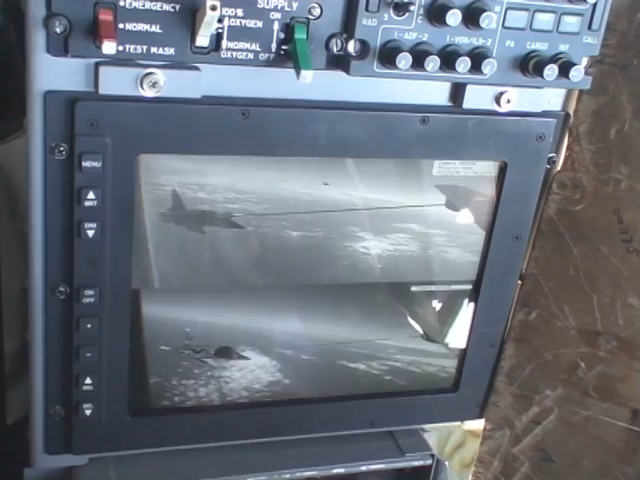 EMERGENCY
NORMAL
TEST MASK
100%
OXYGEN
NORMAL
OXYGEN
SUPPLY
ON
OFF
RAD
S
1-ADF-2
1-VOR/ILS-2
PA CARGO INT
CALL
MENU
BRT
DIM
ON
OFF
+
-